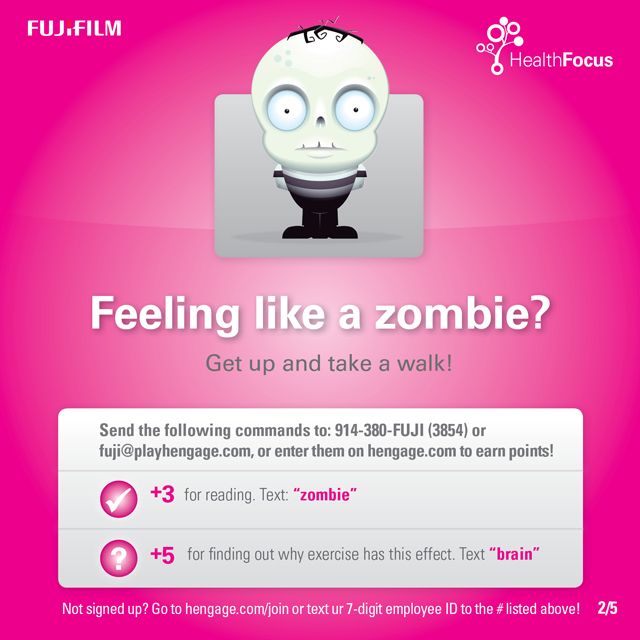 FUJIFILM
HealthFocus
Feeling like a zombie?
Get up and take a walk!
Send the following commands to: 914-380-FUJI (3854) or
fuji@playhengage.com, or enter them on hengage.com to earn points!
+3 for reading. Text: “zombie”
? +5 for finding out why exercise has this effect. Text “brain”
Not signed up? Go to hengage.com/join or text ur 7-digit employee ID to the # listed above! 2/5